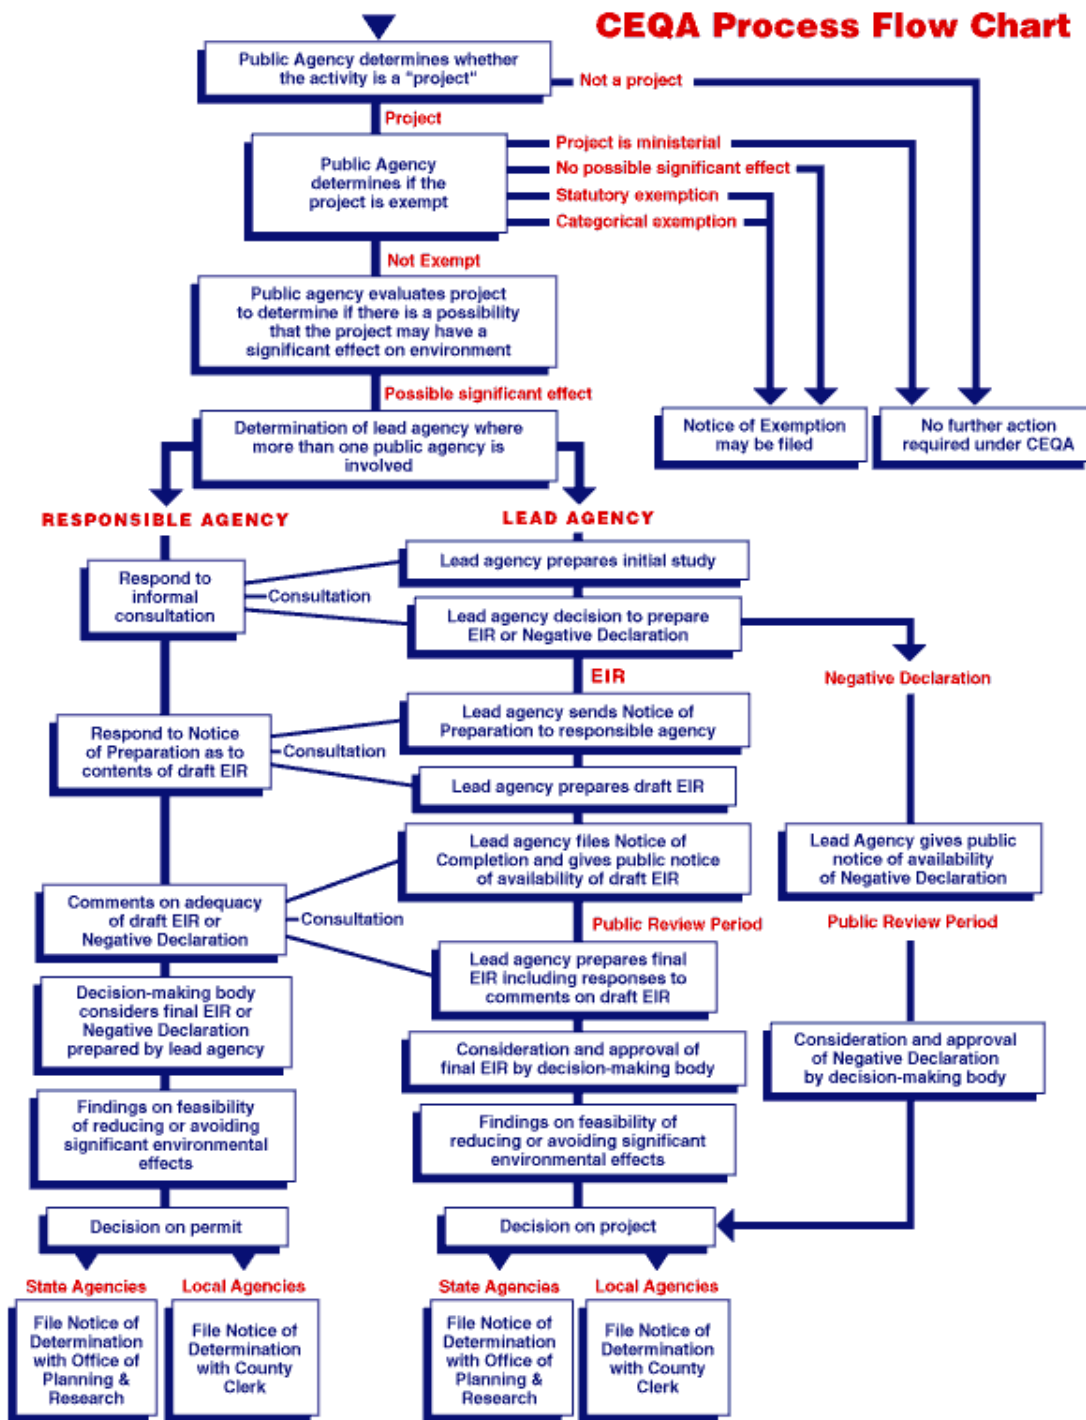 CEQA Process Flow Chart
Public Agency determines whether
the activity is a "project"
Not a project
Project
Public Agency
determines if the
project is exempt
Project is ministerial
No possible significant effect
Statutory exemption
Categorical exemption
Not Exempt
Public agency evaluates project
to determine if there is a possibility
that the project may have a
significant effect on environment
Possible significant effect
Notice of Exemption
may be filed
No further action
required under CEQA
Determination of lead agency where
more than one public agency is
involved
RESPONSIBLE AGENCY
LEAD AGENCY
Respond to
informal
consultation
Consultation
Lead agency prepares initial study
Lead agency decision to prepare
EIR or Negative Declaration
EIR
Negative Declaration
Respond to Notice
of Preparation as to
contents of draft EIR
Consultation
Lead agency sends Notice of
Preparation to responsible agency
Lead agency prepares draft EIR
Lead agency files Notice of
Completion and gives public notice
of availability of draft EIR
Lead Agency gives public
notice of availability
of Negative Declaration
Comments on adequacy
of draft EIR or
Negative Declaration
Consultation
Public Review Period
Public Review Period
Lead agency prepares final
EIR including responses to
comments on draft EIR
Decision-making body
considers final EIR or
Negative Declaration
prepared by lead agency
Consideration and approval of
final EIR by decision-making body
Consideration and approval
of Negative Declaration
by decision-making body
Findings on feasibility
of reducing or avoiding
significant environmental
effects
Findings on feasibility of
reducing or avoiding significant
environmental effects
Decision on permit
Decision on project
State Agencies
Local Agencies
State Agencies
Local Agencies
File Notice of
Determination
with Office of
Planning &
Research
File Notice of
Determination
with County
Clerk
File Notice of
Determination
with Office of
Planning &
Research
File Notice of
Determination
with County
Clerk